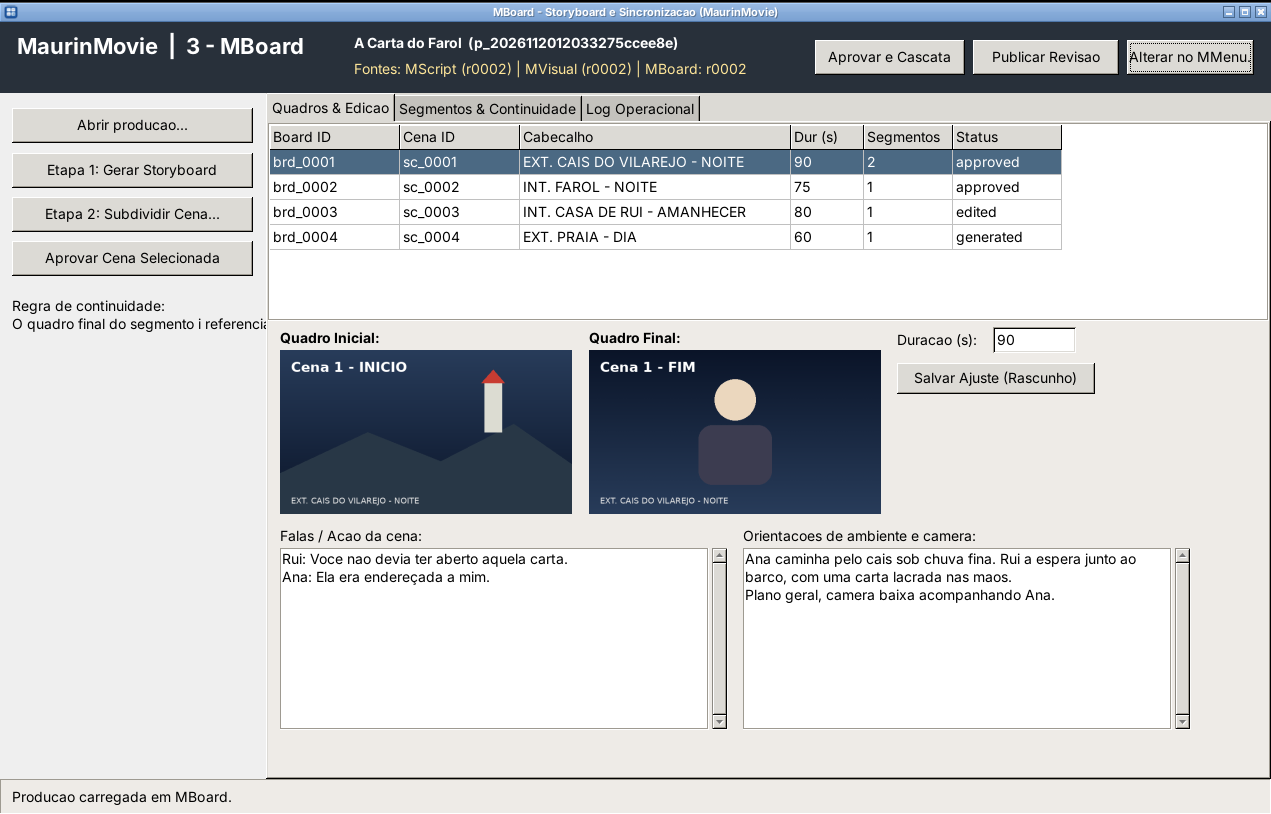 MBoard - Storyboard e Sincronizacao (MaurinMovie)
MaurinMovie | 3 - MBoard
A Carta do Farol (p_2026112012033275ccee8e)
Fontes: MScript (r0002) | MVisual (r0002) | MBoard: r0002
Aprovar e Cascata
Publicar Revisao
Alterar no MMenu.
Abrir producao...
Etapa 1: Gerar Storyboard
Etapa 2: Subdividir Cena...
Aprovar Cena Selecionada
Regra de continuidade:
O quadro final do segmento i referencia
Quadros & Edicao Segmentos & Continuidade Log Operacional
Board ID Cena ID Cabecalho Dur (s) Segmentos Status
brd_0001 sc_0001 EXT. CAIS DO VILAREJO - NOITE 90 2 approved
brd_0002 sc_0002 INT. FAROL - NOITE 75 1 approved
brd_0003 sc_0003 INT. CASA DE RUI - AMANHECER 80 1 edited
brd_0004 sc_0004 EXT. PRAIA - DIA 60 1 generated
Quadro Inicial:
Cena 1 - INICIO
EXT. CAIS DO VILAREJO - NOITE
Quadro Final:
Cena 1 - FIM
EXT. CAIS DO VILAREJO - NOITE
Duracao (s): 90
Salvar Ajuste (Rascunho)
Falas / Acao da cena:
Rui: Voce nao devia ter aberto aquela carta.
Ana: Ela era endereçada a mim.
Orientacoes de ambiente e camera:
Ana caminha pelo cais sob chuva fina. Rui a espera junto ao
barco, com uma carta lacrada nas maos.
Plano geral, camera baixa acompanhando Ana.
Producao carregada em MBoard.